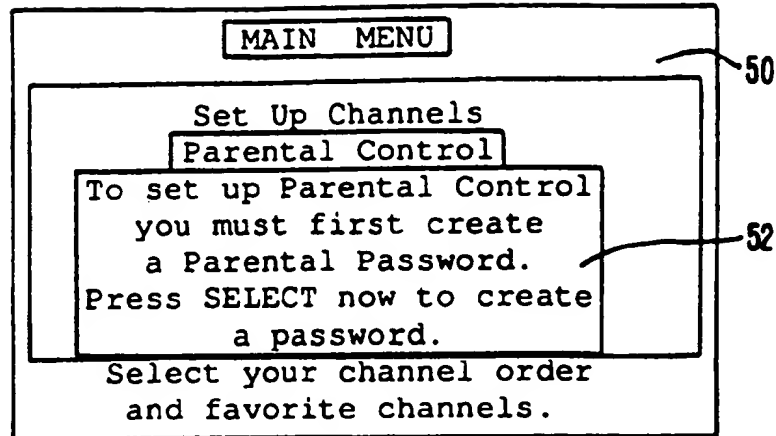 MAIN MENU
50
Set Up Channels
Parental Control
To set up Parental Control
you must first create
a Parental Password.
52
Press SELECT now to create
a password.
Select your channel order
and favorite channels.